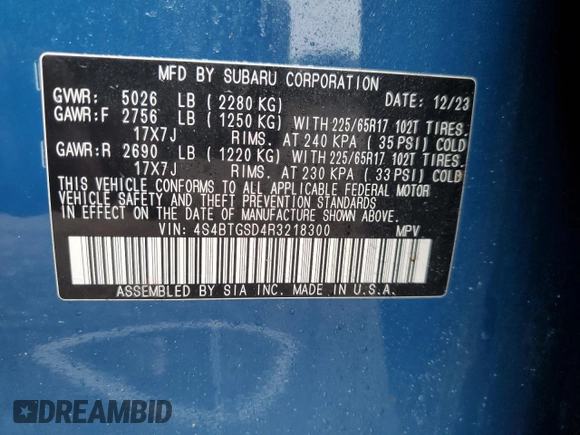 MFD BY SUBARU CORPORATION
GVWR: 5026 LB (2280 KG) DATE: 12/23
GAWR:F 2756 LB (1250 KG) WITH 225/65R17 102T TIRES.
17X7J RIMS. AT 240 KPA (35 PSI) COLD
GAWR:R 2690 LB (1220 KG) WITH 225/65R17 102T TIRES.
17X7J RIMS. AT 230 KPA (33 PSI) COLD
THIS VEHICLE CONFORMS TO ALL APPLICABLE FEDERAL MOTOR
VEHICLE SAFETY AND THEFT PREVENTION STANDARDS
IN EFFECT ON THE DATE OF MANUFACTURE SHOWN ABOVE.
VIN: 4S4BTGSD4R3218300 MPV
ASSEMBLED BY SIA INC. MADE IN U.S.A.
DREAMBID